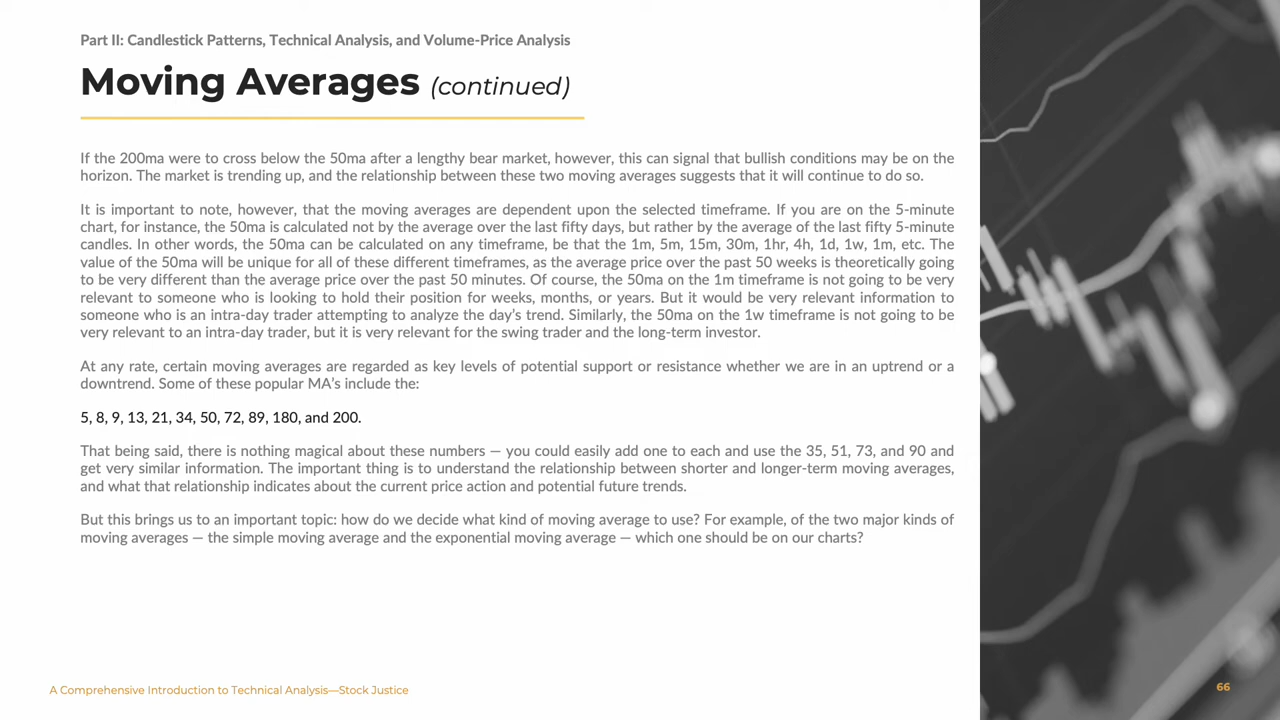 Part II: Candlestick Patterns, Technical Analysis, and Volume-Price Analysis
Moving Averages (continued)
If the 200ma were to cross below the 50ma after a lengthy bear market, however, this can signal that bullish conditions may be on the
horizon. The market is trending up, and the relationship between these two moving averages suggests that it will continue to do so.
It is important to note, however, that the moving averages are dependent upon the selected timeframe. If you are on the 5-minute
chart, for instance, the 50ma is calculated not by the average over the last fifty days, but rather by the average of the last fifty 5-minute
candles. In other words, the 50ma can be calculated on any timeframe, be that the 1m, 5m, 15m, 30m, 1hr, 4h, 1d, 1w, 1m, etc. The
value of the 50ma will be unique for all of these different timeframes, as the average price over the past 50 weeks is theoretically going
to be very different than the average price over the past 50 minutes. Of course, the 50ma on the 1m timeframe is not going to be very
relevant to someone who is looking to hold their position for weeks, months, or years. But it would be very relevant information to
someone who is an intra-day trader attempting to analyze the day's trend. Similarly, the 50ma on the 1w timeframe is not going to be
very relevant to an intra-day trader, but it is very relevant for the swing trader and the long-term investor.
At any rate, certain moving averages are regarded as key levels of potential support or resistance whether we are in an uptrend or a
downtrend. Some of these popular MA's include the:
5, 8, 9, 13, 21, 34, 50, 72, 89, 180, and 200.
That being said, there is nothing magical about these numbers — you could easily add one to each and use the 35, 51, 73, and 90 and
get very similar information. The important thing is to understand the relationship between shorter and longer-term moving averages,
and what that relationship indicates about the current price action and potential future trends.
But this brings us to an important topic: how do we decide what kind of moving average to use? For example, of the two major kinds of
moving averages — the simple moving average and the exponential moving average — which one should be on our charts?
A Comprehensive Introduction to Technical Analysis—Stock Justice
66